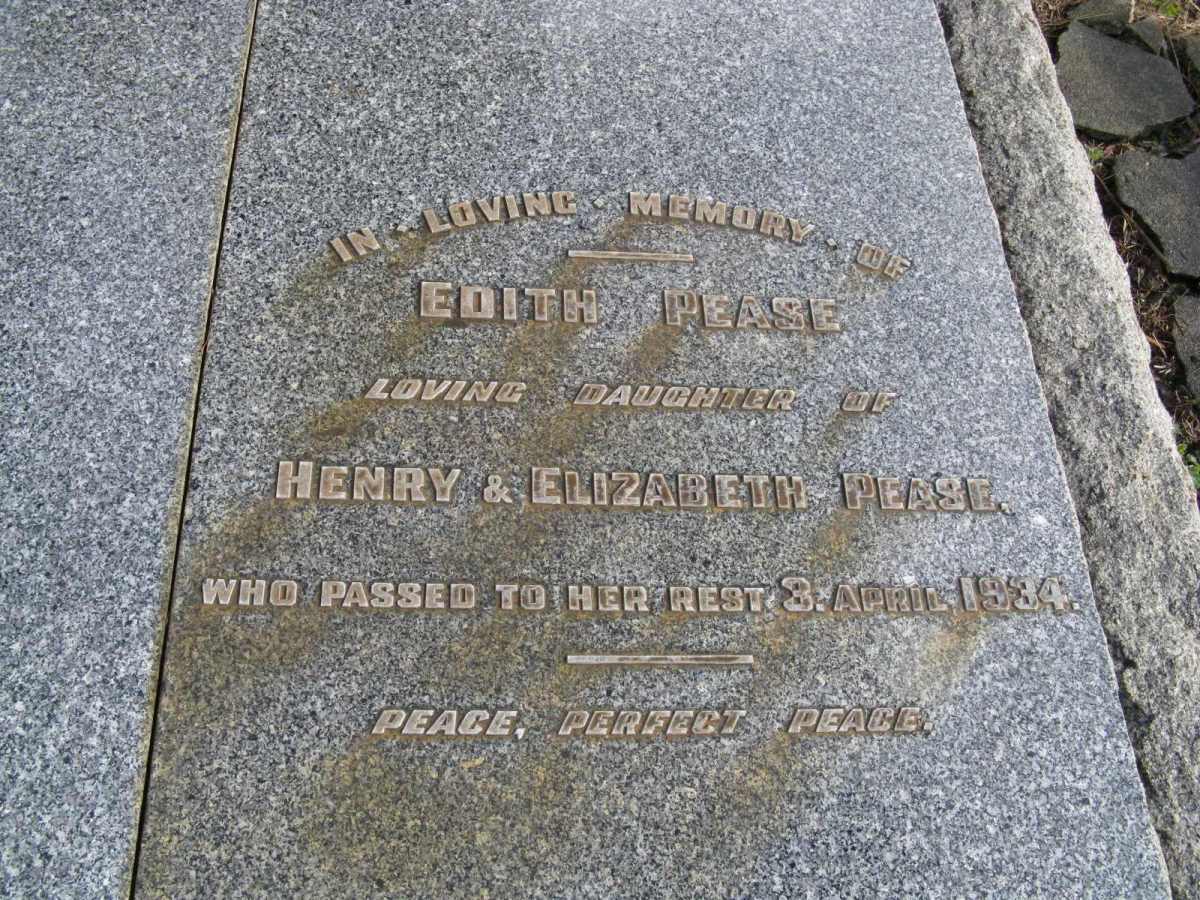 IN · LOVING · MEMORY · OF
EDITH PEASE
LOVING DAUGHTER OF
HENRY & ELIZABETH PEASE.
WHO PASSED TO HER REST 3. APRIL 1934.
PEACE, PERFECT PEACE.